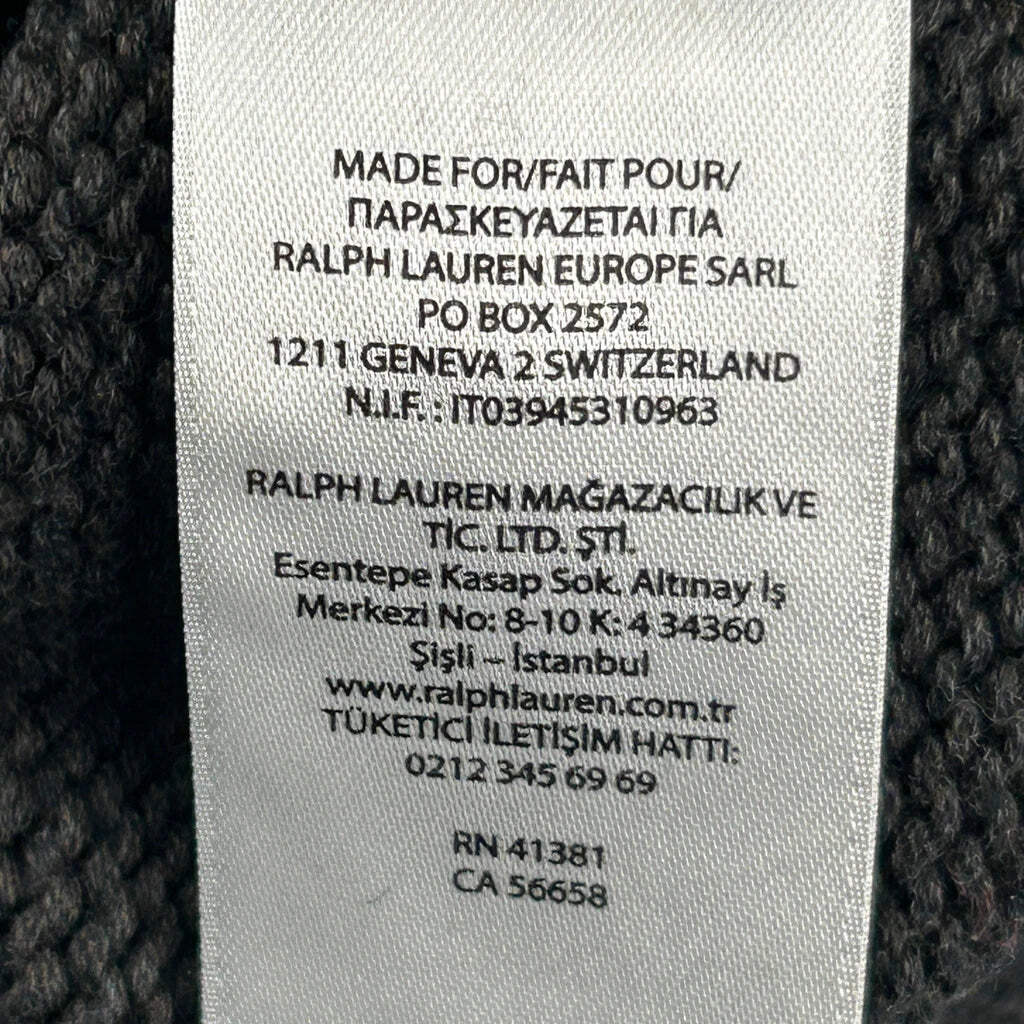 MADE FOR/FAIT POUR/
ΠΑΡΑΣΚΕΥΑΖΕΤΑΙ ΓΙΑ
RALPH LAUREN EUROPE SARL
PO BOX 2572
1211 GENEVA 2 SWITZERLAND
N.I.F. : IT03945310963
RALPH LAUREN MAĞAZACILIK VE
TİC. LTD. ŞTİ.
Esentepe Kasap Sok. Altınay İş
Merkezi No: 8-10 K: 4 34360
Şişli – İstanbul
www.ralphlauren.com.tr
TÜKETİCİ İLETİŞİM HATTI:
0212 345 69 69
RN 41381
CA 56658